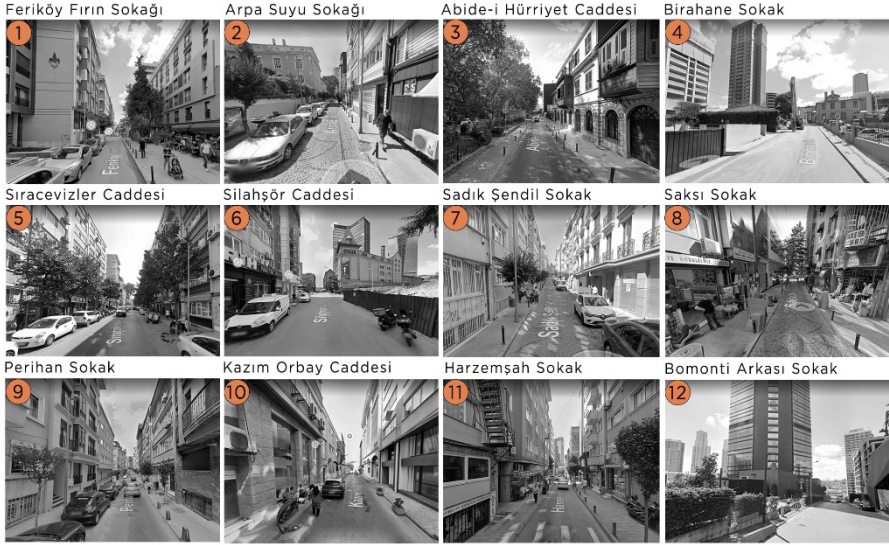 Feriköy Fırın Sokağı
1
Arpa Suyu Sokağı
2
Abide-i Hürriyet Caddesi
3
Birahane Sokak
4
Sıracevizler Caddesi
5
Silahşör Caddesi
6
Sadık Şendil Sokak
7
Saksı Sokak
8
Perihan Sokak
9
Kazım Orbay Caddesi
10
Harzemşah Sokak
11
Bomonti Arkası Sokak
12